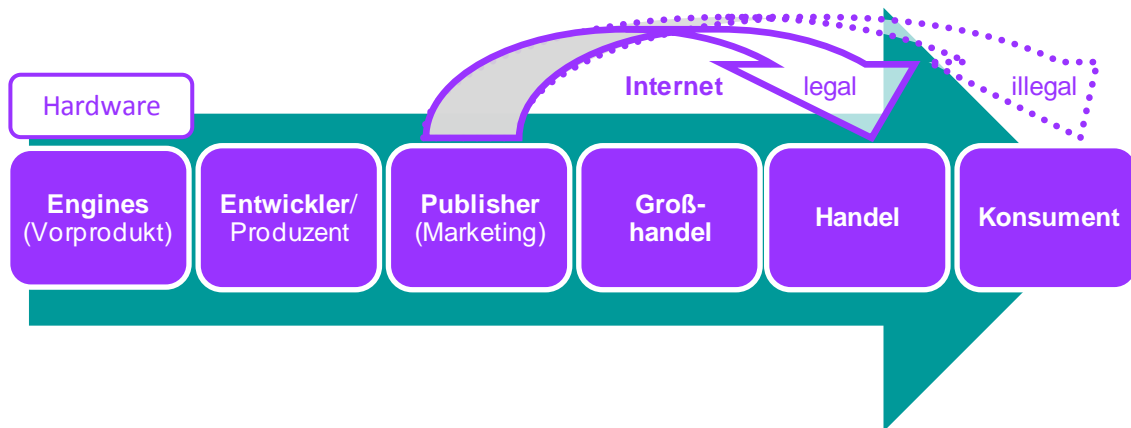 Internet
legal
illegal
Hardware
Engines
(Vorprodukt)
Entwickler/
Produzent
Publisher
(Marketing)
Groß-
handel
Handel
Konsument